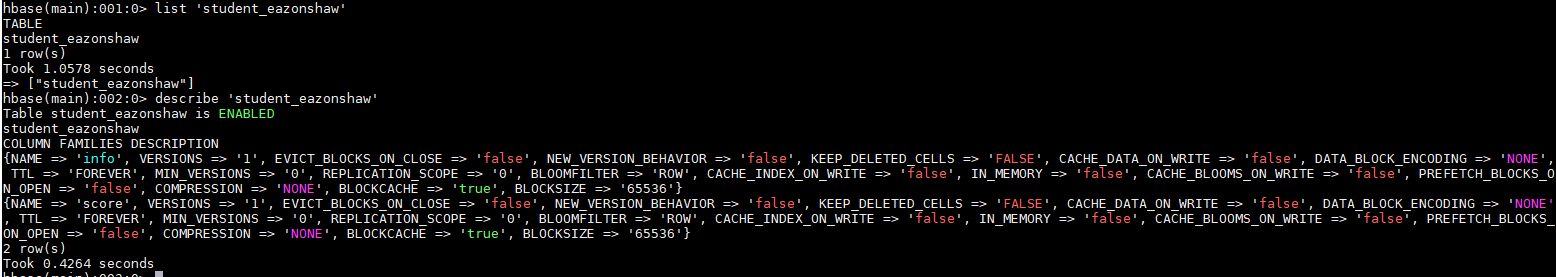 hbase(main):001:0> list 'student_eazonshaw'
TABLE
student_eazonshaw
1 row(s)
Took 1.0578 seconds
=> ["student_eazonshaw"]
hbase(main):002:0> describe 'student_eazonshaw'
Table student_eazonshaw is ENABLED
student_eazonshaw
COLUMN FAMILIES DESCRIPTION
{NAME => 'info', VERSIONS => '1', EVICT_BLOCKS_ON_CLOSE => 'false', NEW_VERSION_BEHAVIOR => 'false', KEEP_DELETED_CELLS => 'FALSE', CACHE_DATA_ON_WRITE => 'false', DATA_BLOCK_ENCODING => 'NONE',
TTL => 'FOREVER', MIN_VERSIONS => '0', REPLICATION_SCOPE => '0', BLOOMFILTER => 'ROW', CACHE_INDEX_ON_WRITE => 'false', IN_MEMORY => 'false', CACHE_BLOOMS_ON_WRITE => 'false', PREFETCH_BLOCKS_O
N_OPEN => 'false', COMPRESSION => 'NONE', BLOCKCACHE => 'true', BLOCKSIZE => '65536'}
{NAME => 'score', VERSIONS => '1', EVICT_BLOCKS_ON_CLOSE => 'false', NEW_VERSION_BEHAVIOR => 'false', KEEP_DELETED_CELLS => 'FALSE', CACHE_DATA_ON_WRITE => 'false', DATA_BLOCK_ENCODING => 'NONE'
, TTL => 'FOREVER', MIN_VERSIONS => '0', REPLICATION_SCOPE => '0', BLOOMFILTER => 'ROW', CACHE_INDEX_ON_WRITE => 'false', IN_MEMORY => 'false', CACHE_BLOOMS_ON_WRITE => 'false', PREFETCH_BLOCKS_
ON_OPEN => 'false', COMPRESSION => 'NONE', BLOCKCACHE => 'true', BLOCKSIZE => '65536'}
2 row(s)
Took 0.4264 seconds
hbase(main):003:0>